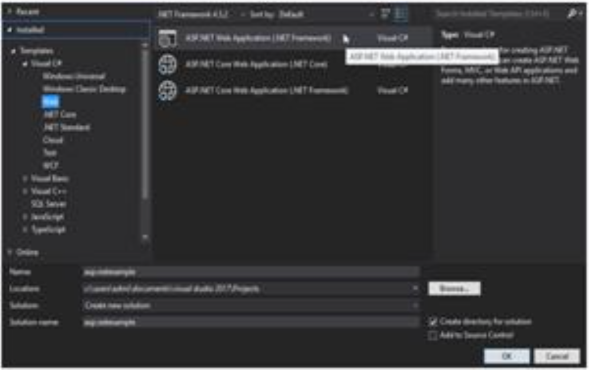 Recent
.NET Framework 4.5.2
Sort by: Default
Search Installed Templates (Ctrl+E)
Installed
ASP.NET Web Application (.NET Framework)
Visual C#
Type: Visual C#
ASP.NET Web Application (.NET Framework)
for creating ASP.NET
can create ASP.NET Web
Forms, MVC, or Web API applications and
add many other features in ASP.NET.
ASP.NET Core Web Application (.NET Core)
ASP.NET Core Web Application (.NET Framework)
Visual C#
Templates
Visual C#
Windows Universal
Windows Classic Desktop
Web
.NET Core
.NET Standard
Cloud
Test
WCF
Visual Basic
Visual C++
SQL Server
JavaScript
TypeScript
Online
Name:
asp.netexample
Location:
visual studio 2017\Projects
Browse...
Solution:
Create new solution
Solution name:
asp.netexample
Create directory for solution
Add to Source Control
OK
Cancel